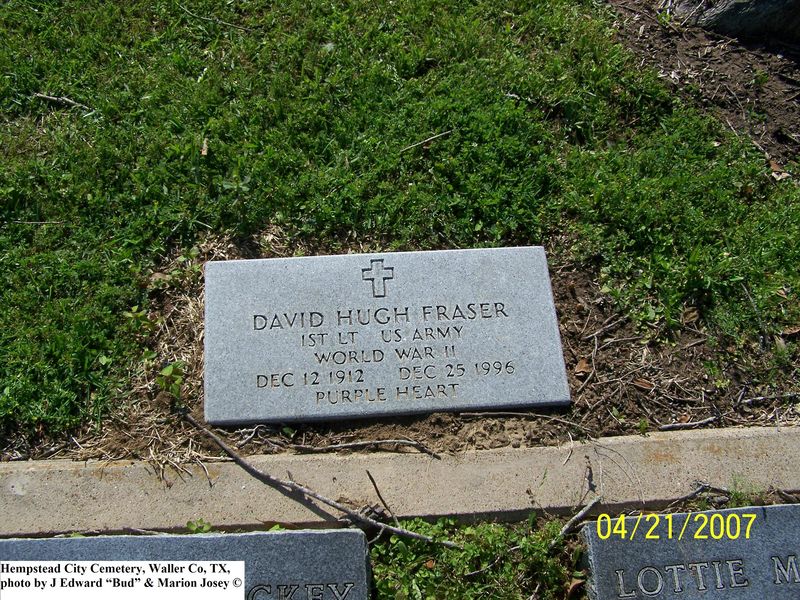 DAVID HUGH FRASER
1ST LT US ARMY
WORLD WAR II
DEC 12 1912 DEC 25 1996
PURPLE HEART
04/21/2007
Hempstead City Cemetery, Waller Co, TX,
photo by J Edward “Bud” & Marion Josey ©
LOTTIE M